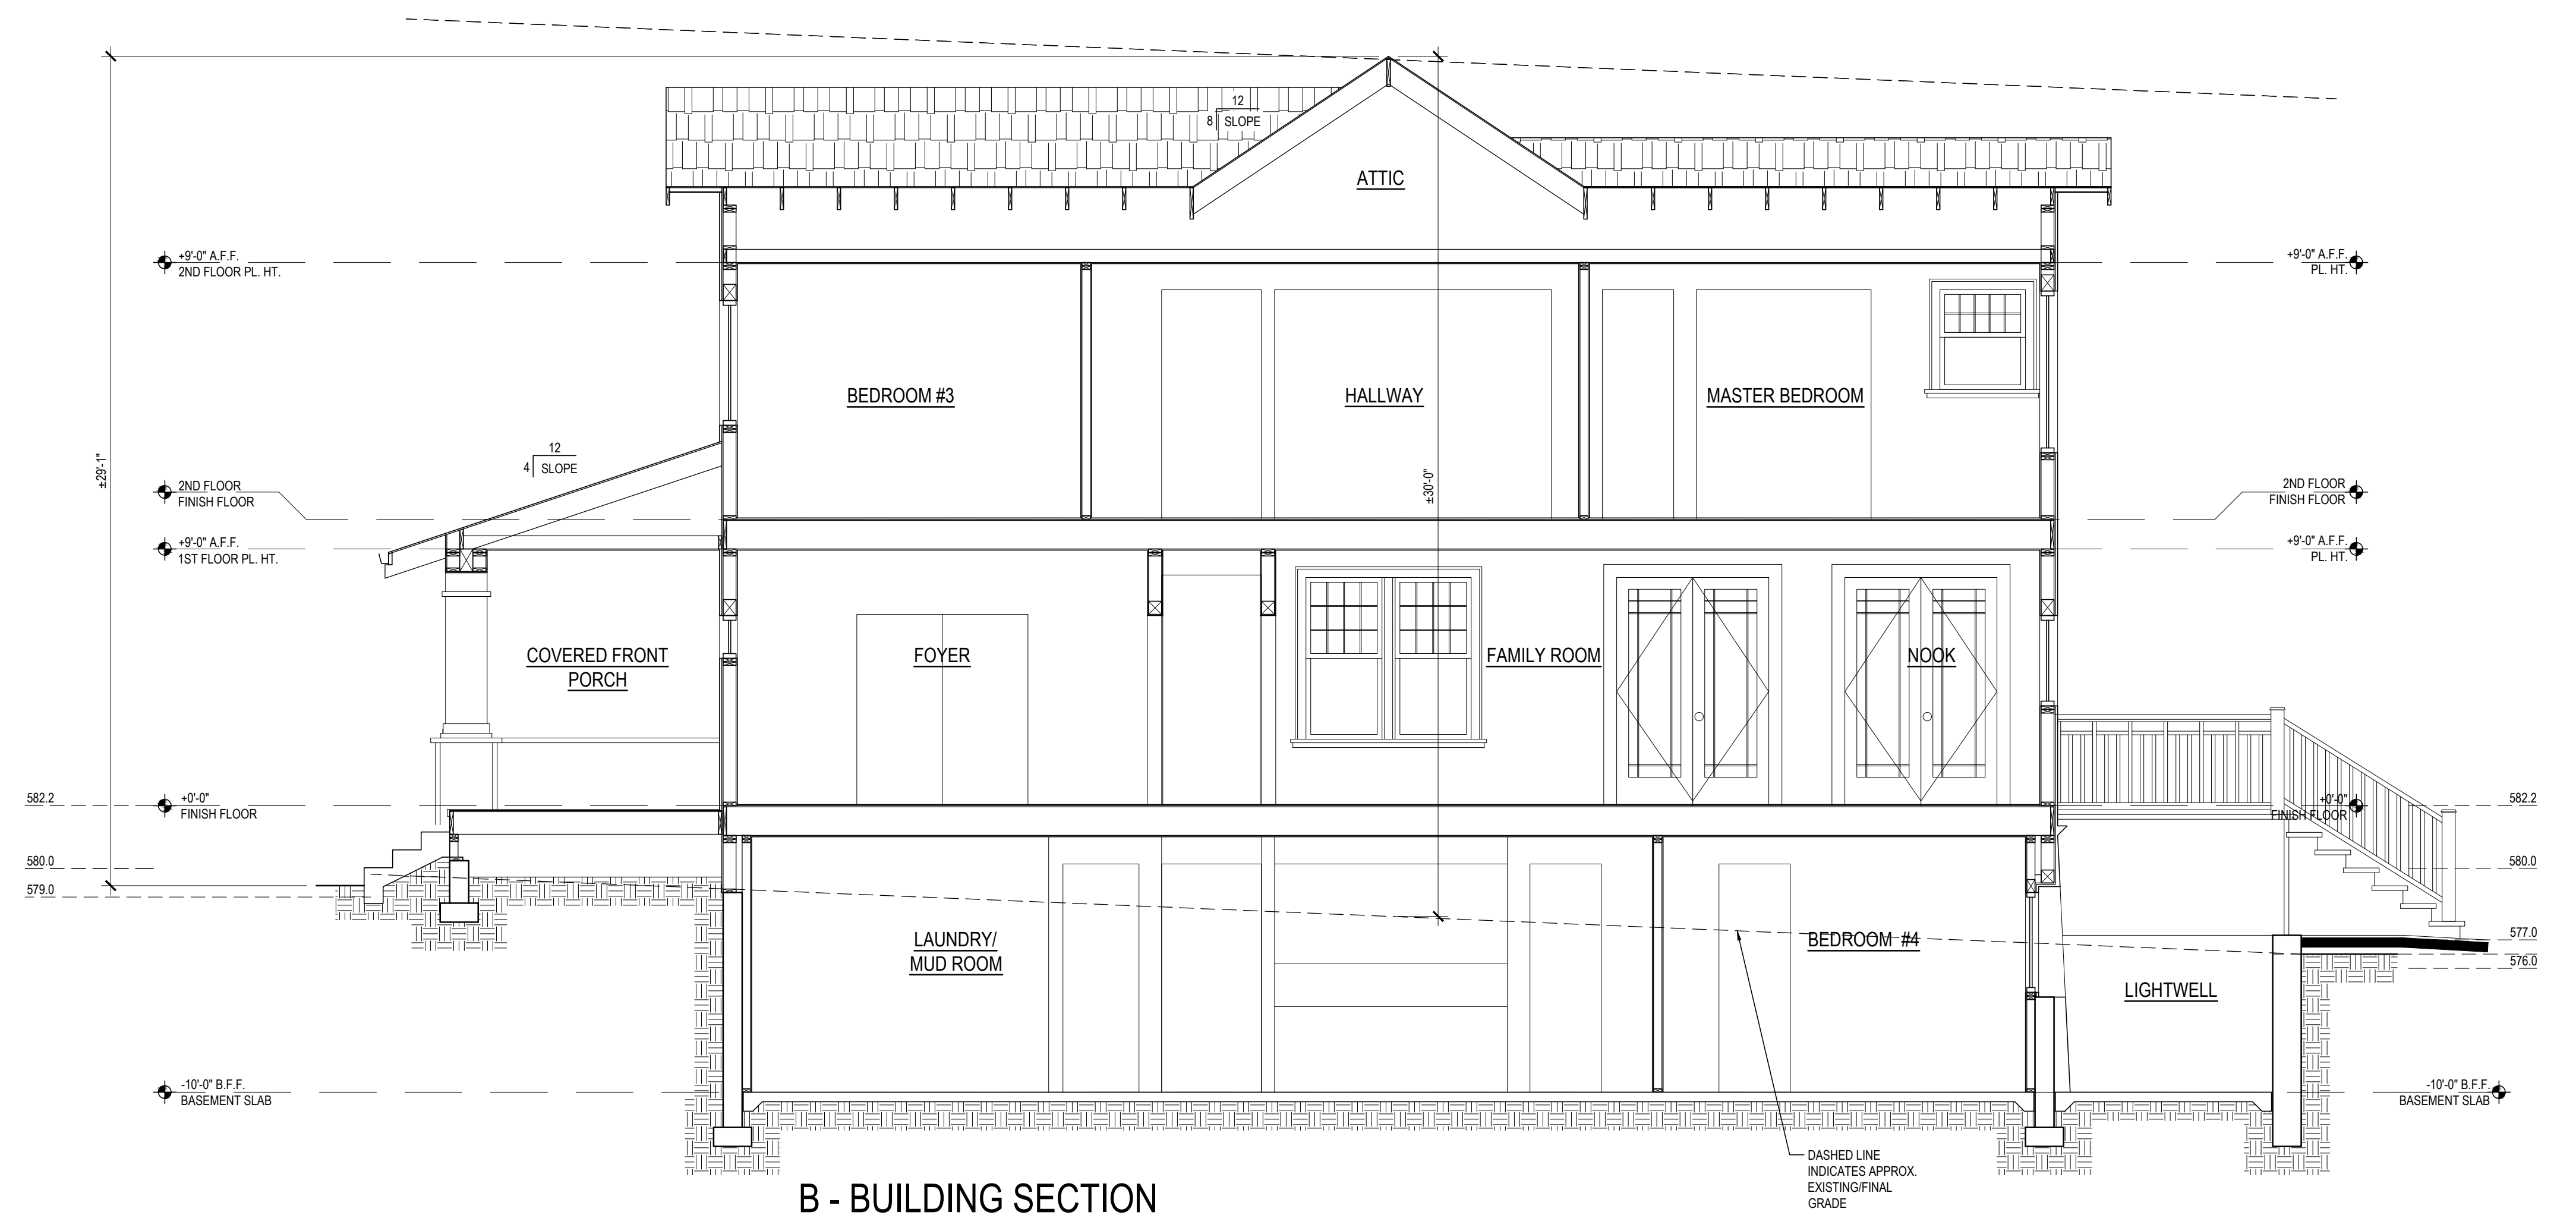 12
8 SLOPE
ATTIC
+9'-0" A.F.F.
2ND FLOOR PL. HT.
+9'-0" A.F.F.
PL. HT.
BEDROOM #3
HALLWAY
MASTER BEDROOM
12
4 SLOPE
±29'-1"
±30'-0"
2ND FLOOR
FINISH FLOOR
2ND FLOOR
FINISH FLOOR
+9'-0" A.F.F.
1ST FLOOR PL. HT.
+9'-0" A.F.F.
PL. HT.
COVERED FRONT
PORCH
FOYER
FAMILY ROOM
NOOK
582.2
+0'-0"
FINISH FLOOR
+0'-0"
FINISH FLOOR
582.2
580.0
580.0
579.0
LAUNDRY/
MUD ROOM
BEDROOM #4
577.0
576.0
LIGHTWELL
-10'-0" B.F.F.
BASEMENT SLAB
-10'-0" B.F.F.
BASEMENT SLAB
DASHED LINE
INDICATES APPROX.
EXISTING/FINAL
GRADE
B - BUILDING SECTION